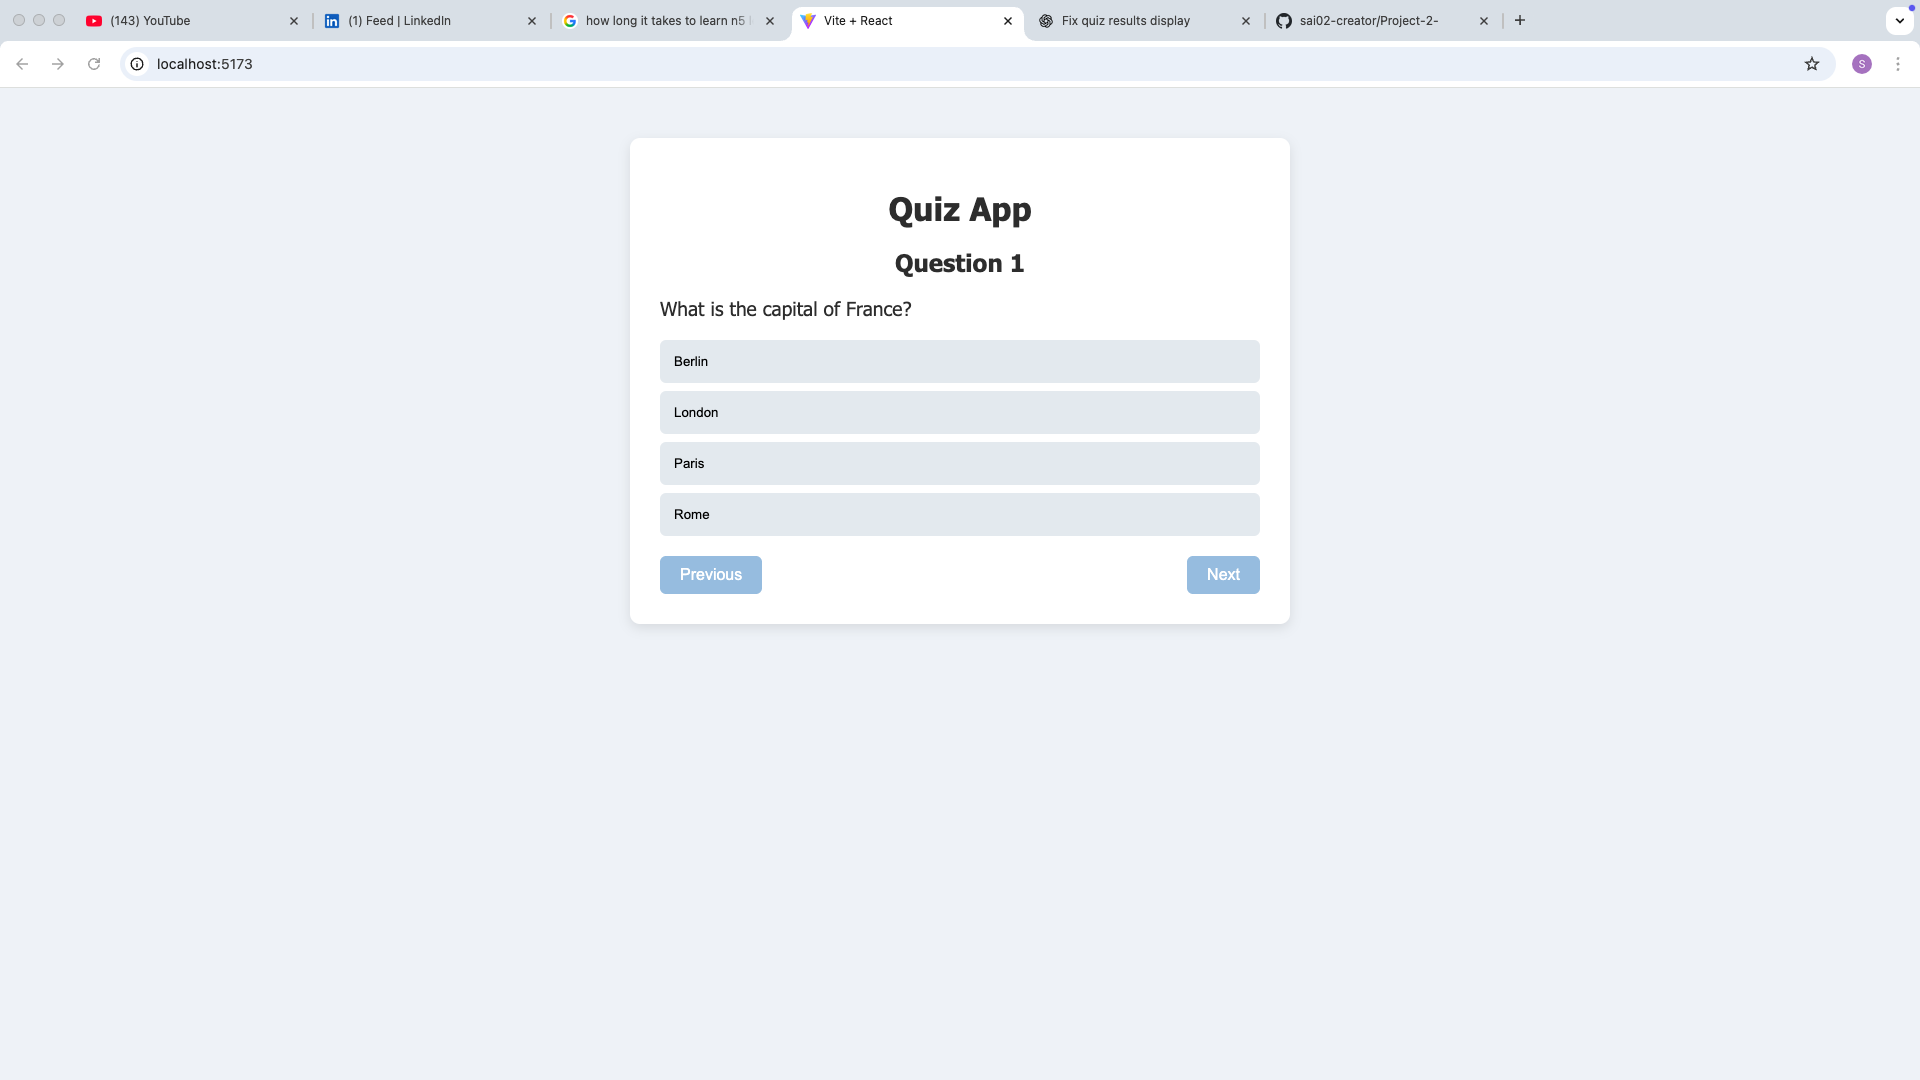 (143) YouTube
(1) Feed | LinkedIn
how long it takes to learn n5
Vite + React
Fix quiz results display
sai02-creator/Project-2-
localhost:5173
S
Quiz App
Question 1
What is the capital of France?
Berlin
London
Paris
Rome
Previous
Next